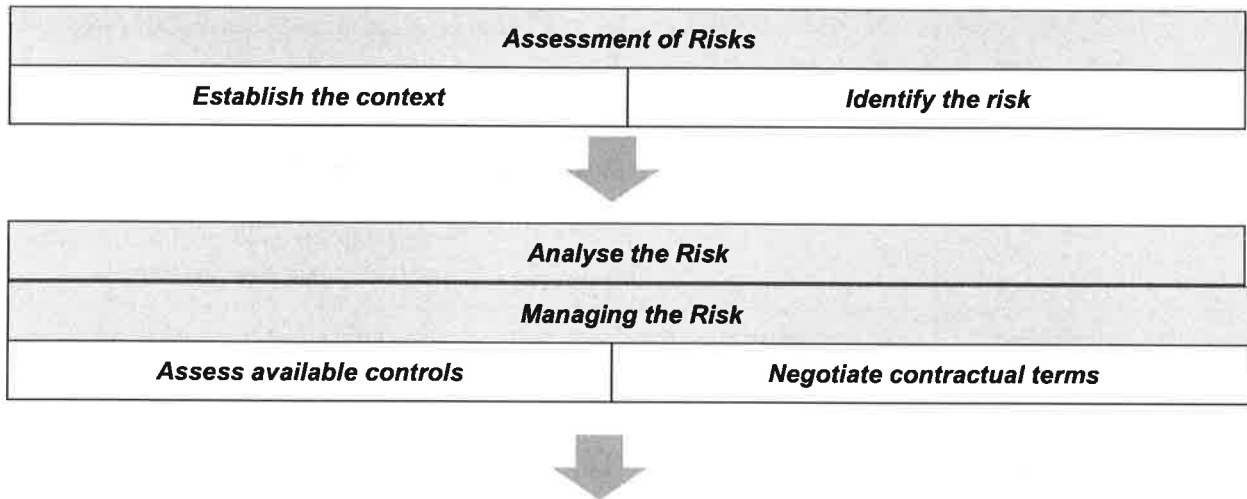 Assessment of Risks
Establish the context
Identify the risk
Analyse the Risk
Managing the Risk
Assess available controls
Negotiate contractual terms